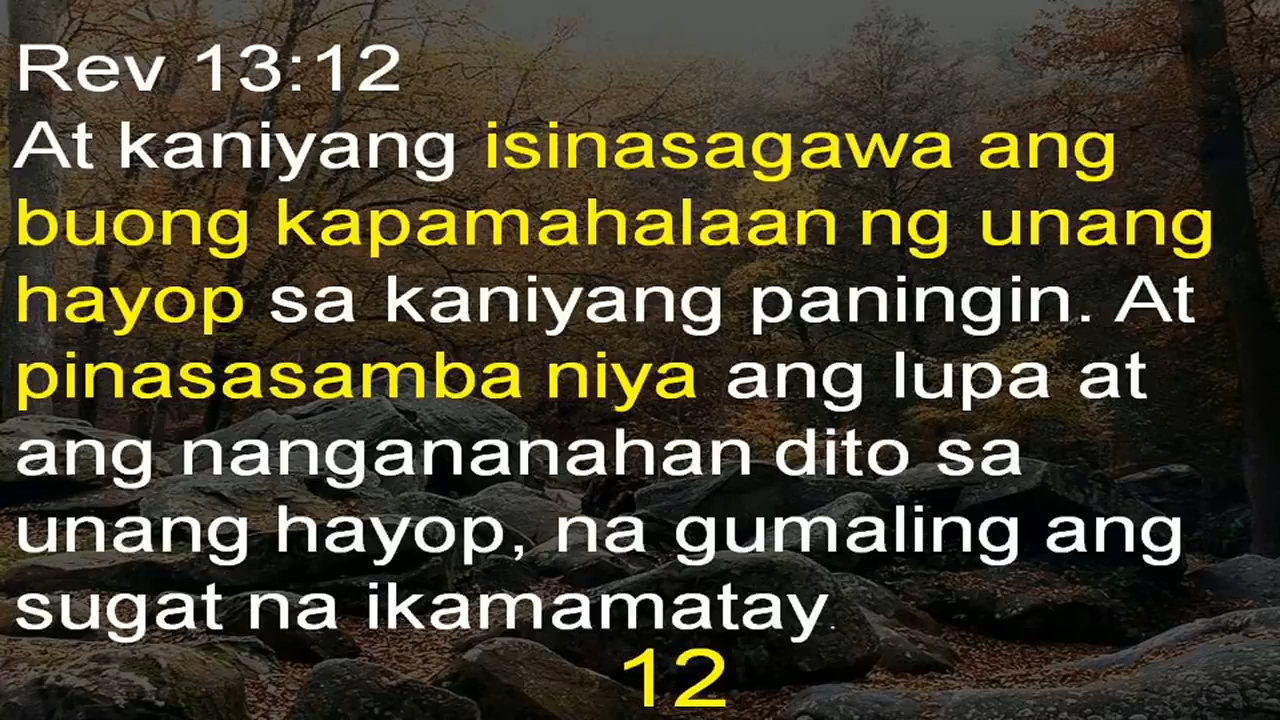 Rev 13:12
At kaniyang isinasagawa ang
buong kapamahalaan ng unang
hayop sa kaniyang paningin. At
pinasasamba niya ang lupa at
ang nangananahan dito sa
unang hayop, na gumaling ang
sugat na ikamamatay.
12